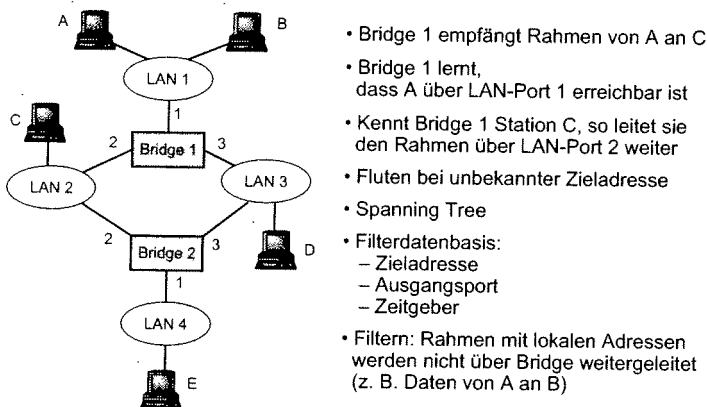 A
B
LAN 1
1
C
2
Bridge 1
3
LAN 2
LAN 3
2
Bridge 2
3
D
1
LAN 4
E
• Bridge 1 empfängt Rahmen von A an C
• Bridge 1 lernt,
dass A über LAN-Port 1 erreichbar ist
• Kennt Bridge 1 Station C, so leitet sie
den Rahmen über LAN-Port 2 weiter
• Fluten bei unbekannter Zieladresse
• Spanning Tree
• Filterdatenbasis:
– Zieladresse
– Ausgangsport
– Zeitgeber
• Filtern: Rahmen mit lokalen Adressen
werden nicht über Bridge weitergeleitet
(z. B. Daten von A an B)